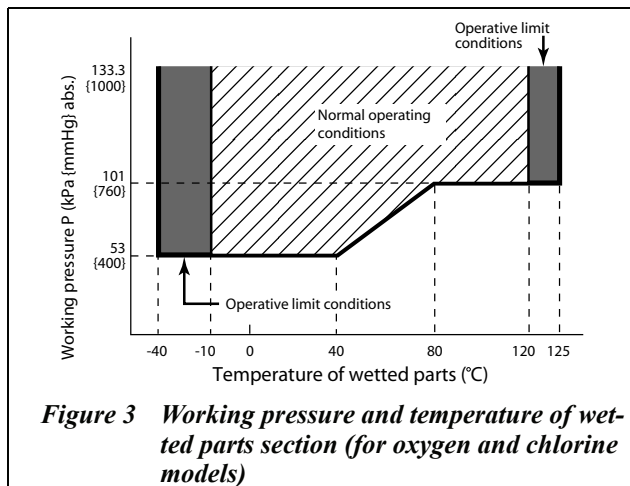 Operative limit
conditions
133.3
{1000}
Normal operating
conditions
Working pressure P (kPa {mmHg} abs.)
101
{760}
53
{400}
Operative limit conditions
-40 -10 0 40 80 120 125
Temperature of wetted parts (°C)
Figure 3 Working pressure and temperature of wet-
ted parts section (for oxygen and chlorine
models)